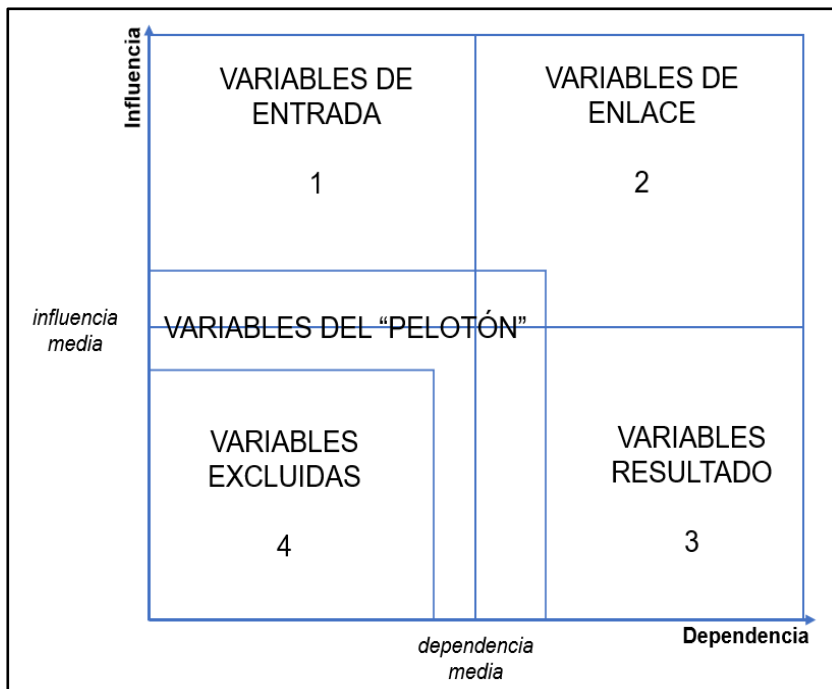 Influencia
VARIABLES DE
ENTRADA
1
VARIABLES DE
ENLACE
2
influencia
media
VARIABLES DEL “PELOTÓN”
VARIABLES
EXCLUIDAS
4
VARIABLES
RESULTADO
3
dependencia
media
Dependencia